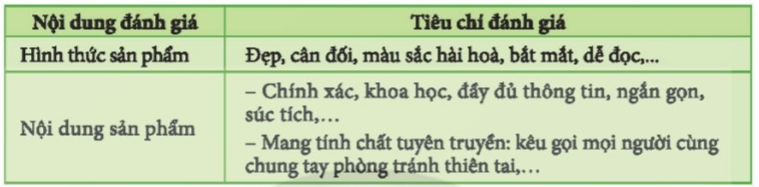 Nội dung đánh giá
Tiêu chí đánh giá
Hình thức sản phẩm
Đẹp, cân đối, màu sắc hài hoà, bắt mắt, dễ đọc,...
Nội dung sản phẩm
– Chính xác, khoa học, đầy đủ thông tin, ngắn gọn,
súc tích,…
– Mang tính chất tuyên truyền: kêu gọi mọi người cùng
chung tay phòng tránh thiên tai,…